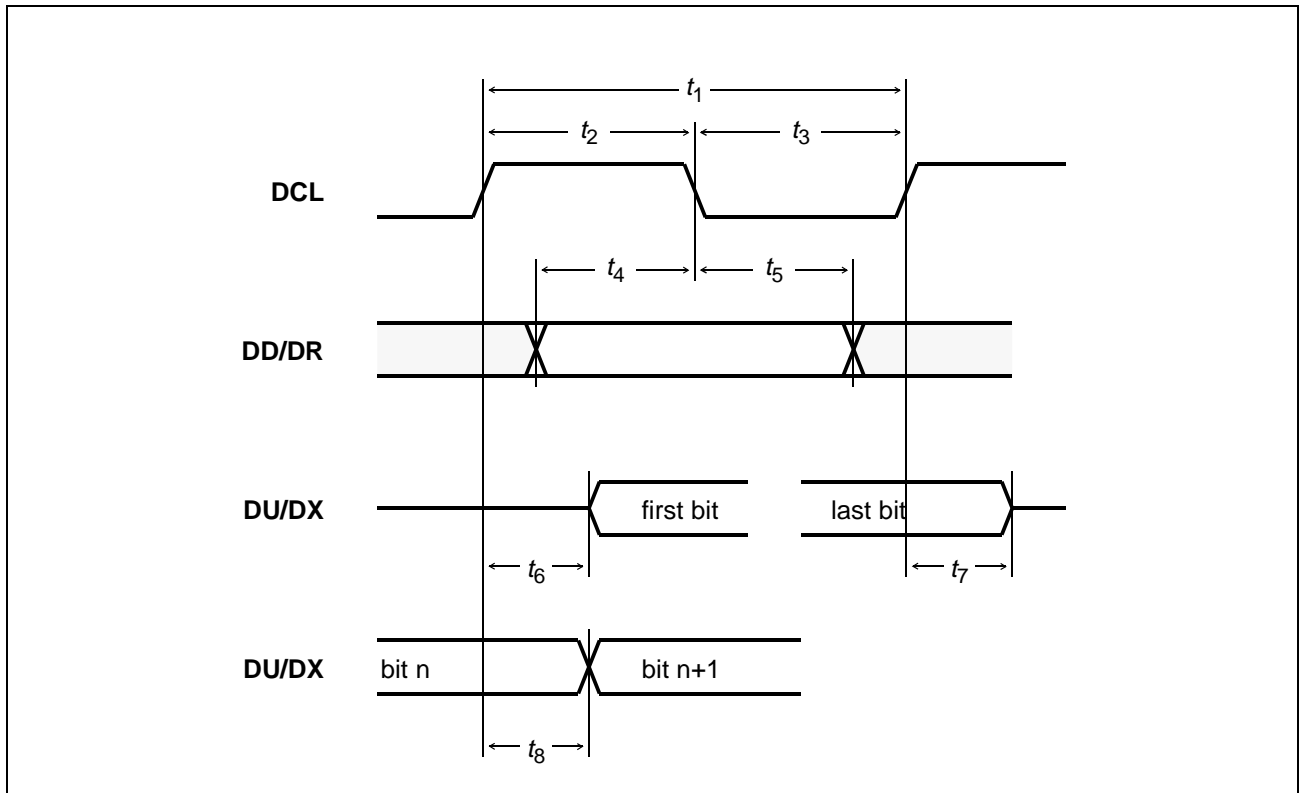 t1
t2
t3
DCL
t4
t5
DD/DR
DU/DX
first bit
last bit
t6
t7
DU/DX
bit n
bit n+1
t8